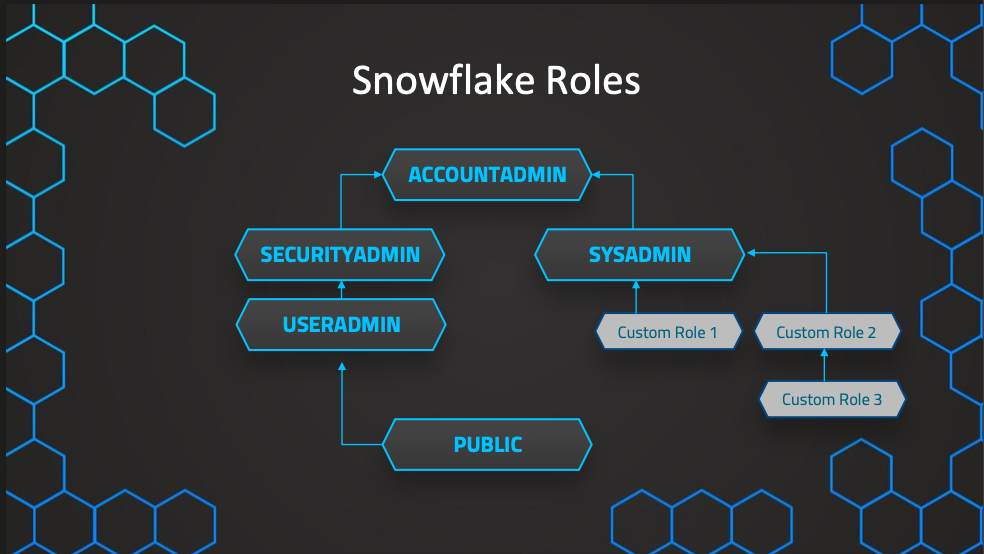 Snowflake Roles
ACCOUNTADMIN
SECURITYADMIN
SYSADMIN
USERADMIN
Custom Role 1
Custom Role 2
Custom Role 3
PUBLIC